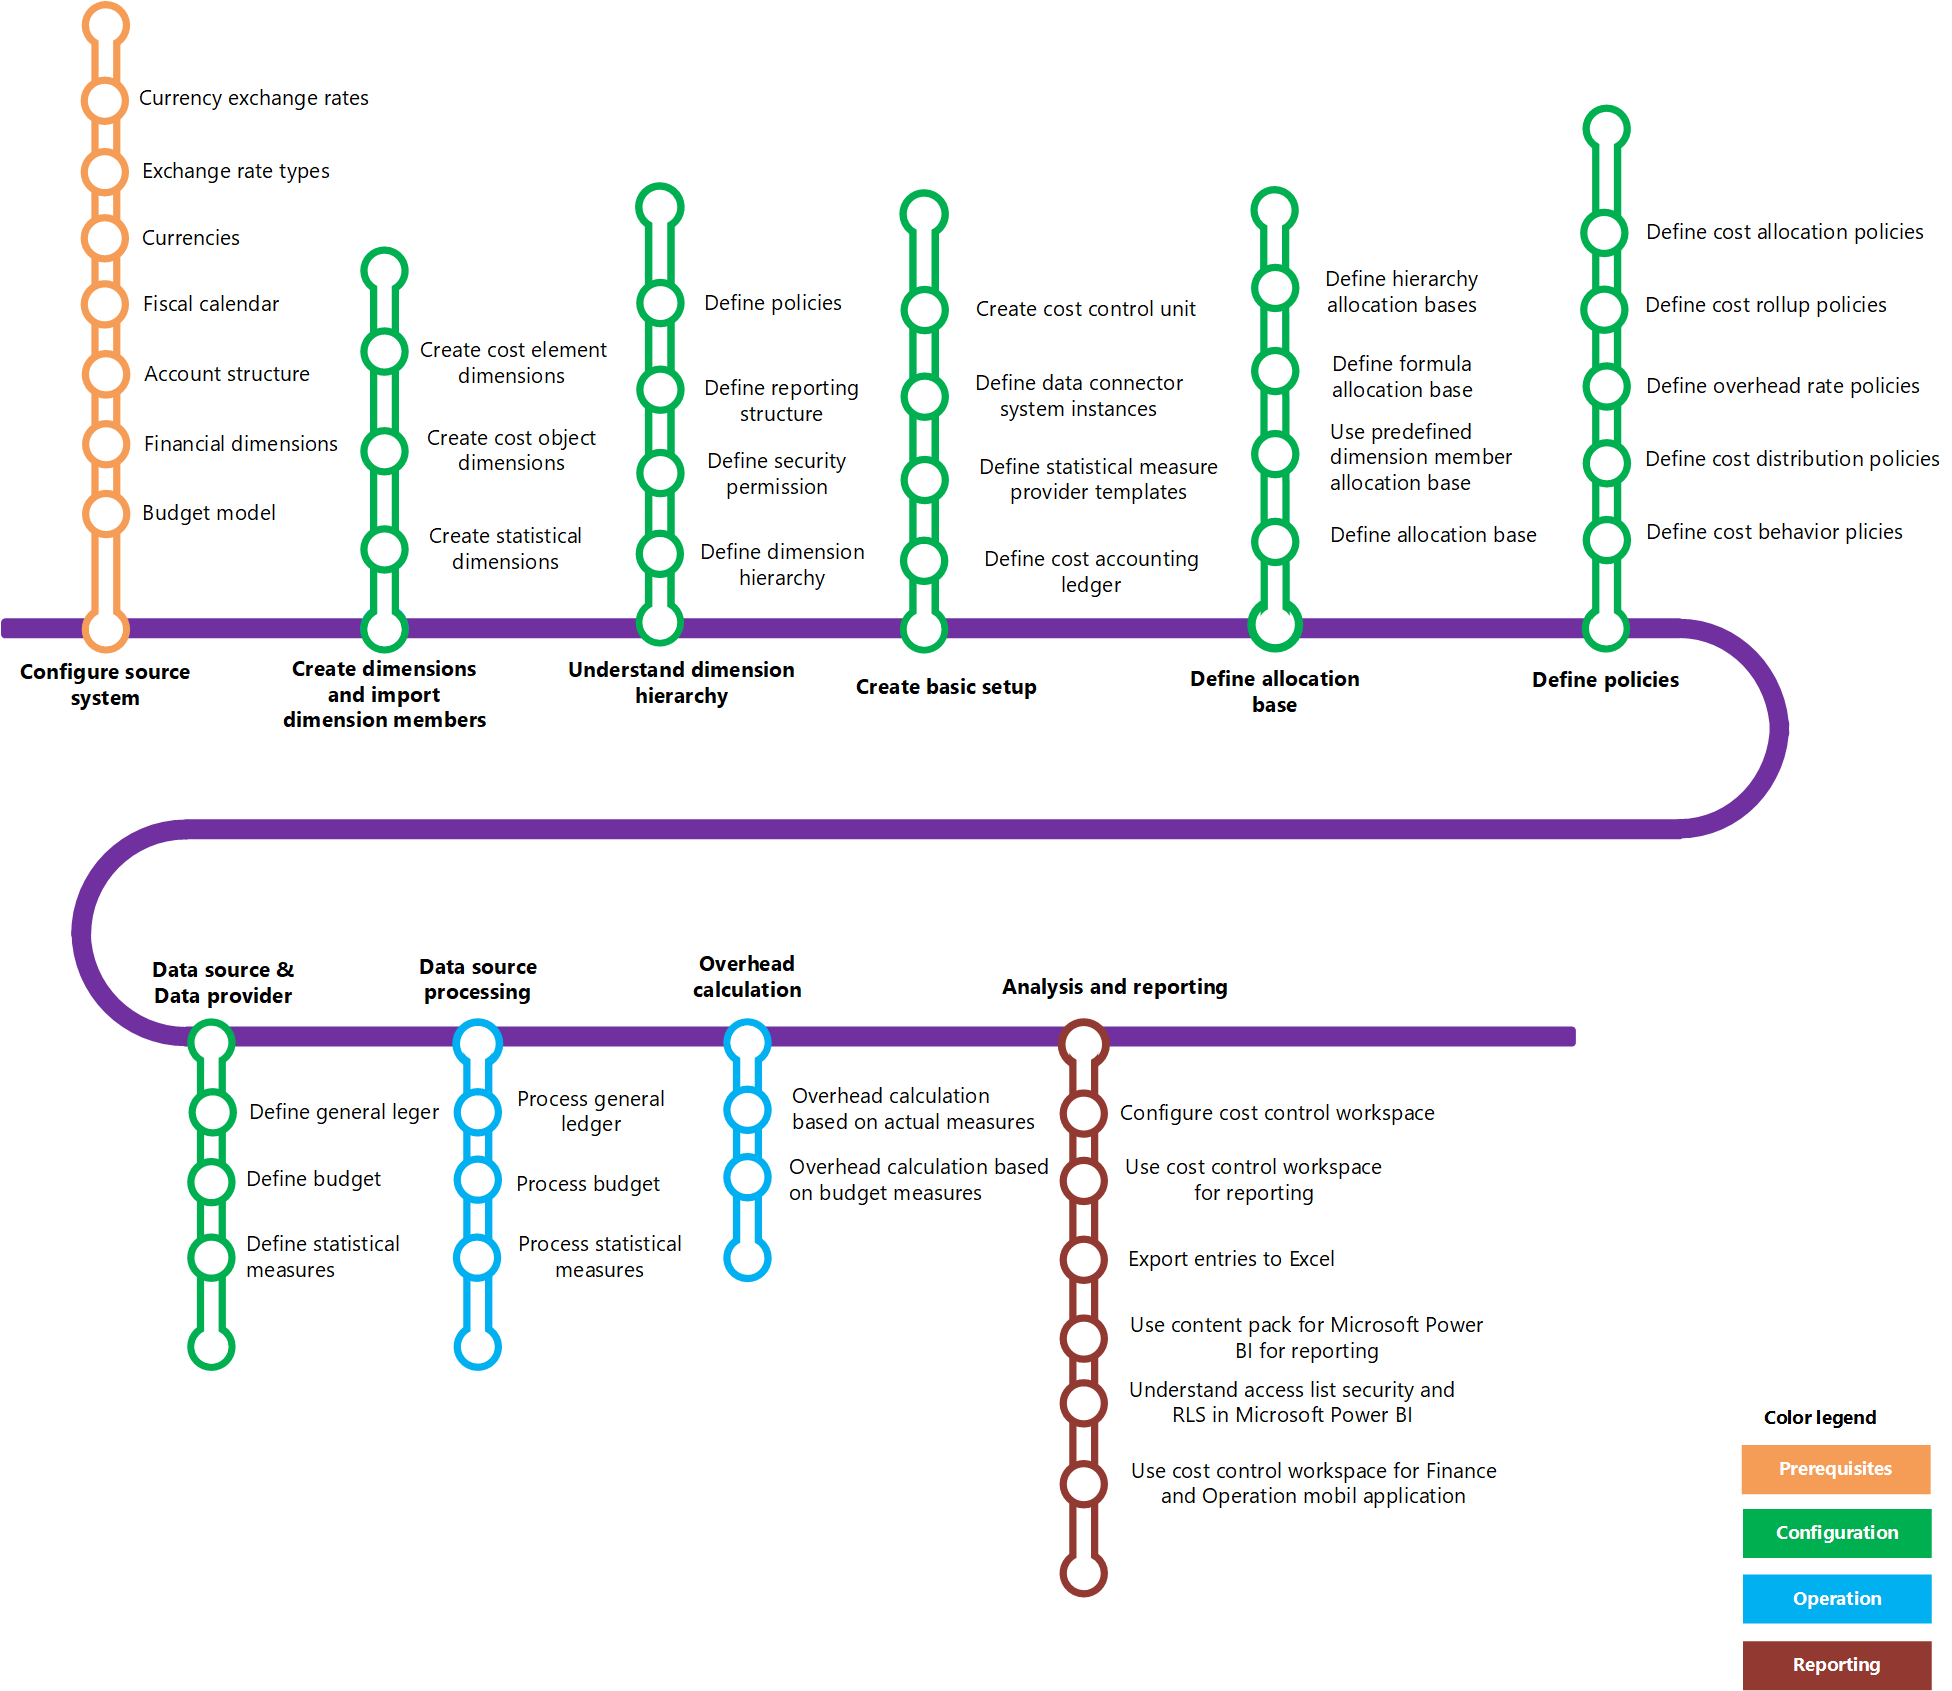 Currency exchange rates
Exchange rate types
Currencies
Fiscal calendar
Account structure
Financial dimensions
Budget model
Configure source
system
Create cost element
dimensions
Create cost object
dimensions
Create statistical
dimensions
Create dimensions
and import
dimension members
Define policies
Define reporting
structure
Define security
permission
Define dimension
hierarchy
Understand dimension
hierarchy
Create cost control unit
Define data connector
system instances
Define statistical measure
provider templates
Define cost accounting
ledger
Create basic setup
Define hierarchy
allocation bases
Define formula
allocation base
Use predefined
dimension member
allocation base
Define allocation base
Define allocation
base
Define cost allocation policies
Define cost rollup policies
Define overhead rate policies
Define cost distribution policies
Define cost behavior plicies
Define policies
Data source &
Data provider
Define general leger
Define budget
Define statistical
measures
Data source
processing
Process general
ledger
Process budget
Process statistical
measures
Overhead
calculation
Overhead calculation
based on actual measures
Overhead calculation based
on budget measures
Analysis and reporting
Configure cost control workspace
Use cost control workspace
for reporting
Export entries to Excel
Use content pack for Microsoft Power
BI for reporting
Understand access list security and
RLS in Microsoft Power BI
Use cost control workspace for Finance
and Operation mobil application
Color legend
Prerequisites
Configuration
Operation
Reporting